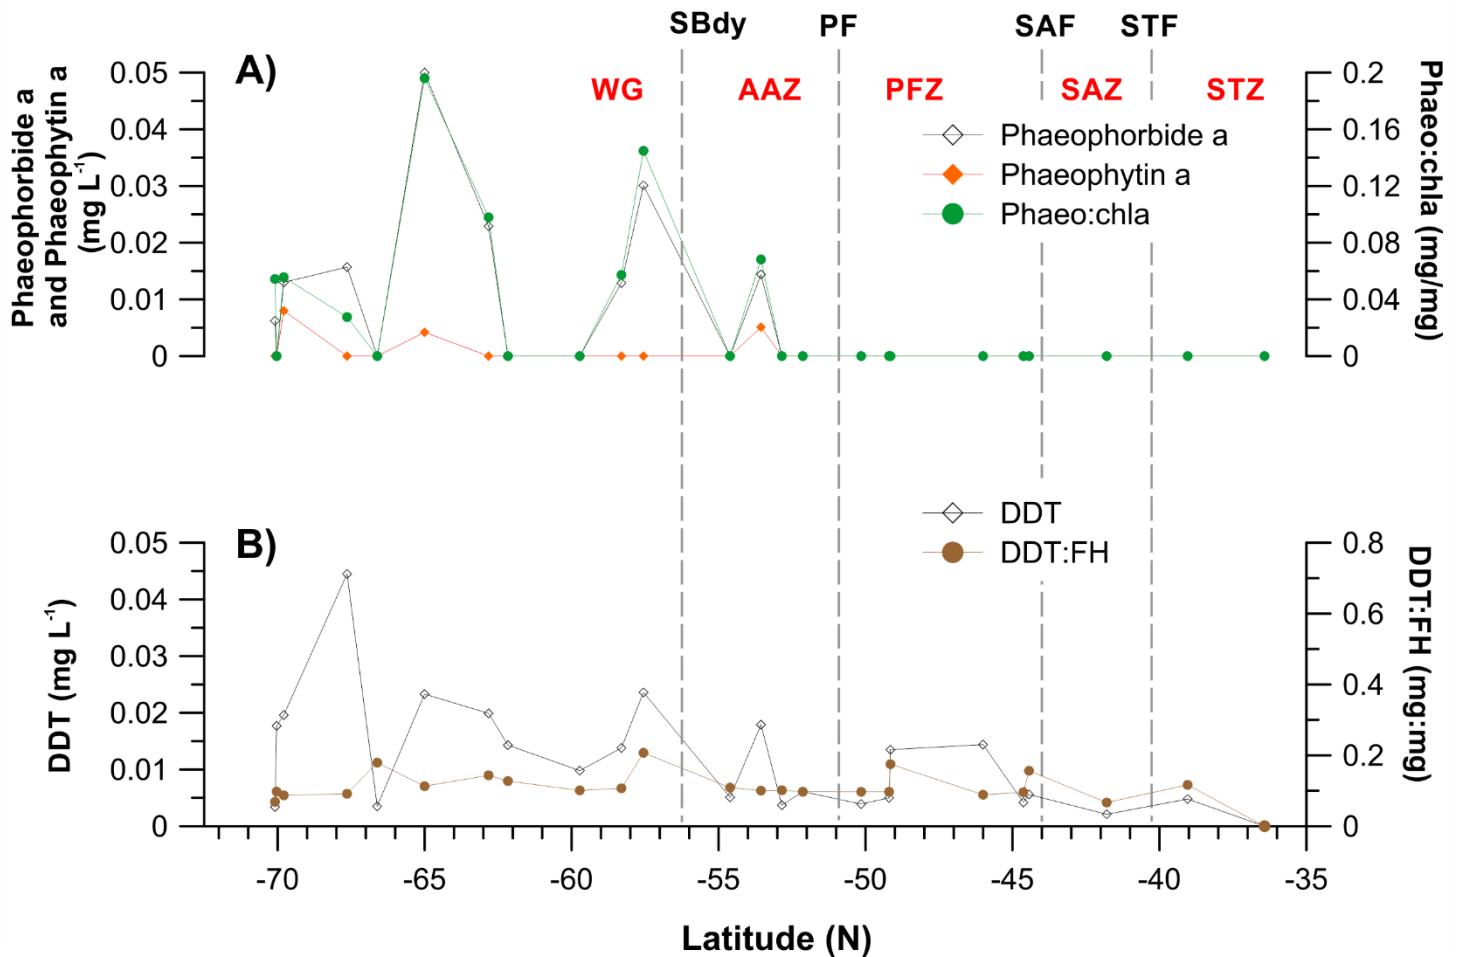 SBdy PF SAF STF
A)
WG AAZ PFZ SAZ STZ
Phaeophorbide a
and Phaeophytin a
(mg L-1)
0.05
0.04
0.03
0.02
0.01
0
Phaeophorbide a
Phaeophytin a
Phaeo:chla
0.2
0.16
0.12
0.08
0.04
0
Phaeo:chla (mg/mg)
B)
DDT (mg L-1)
0.05
0.04
0.03
0.02
0.01
0
DDT
DDT:FH
0.8
0.6
0.4
0.2
0
DDT:FH (mg:mg)
-70 -65 -60 -55 -50 -45 -40 -35
Latitude (N)